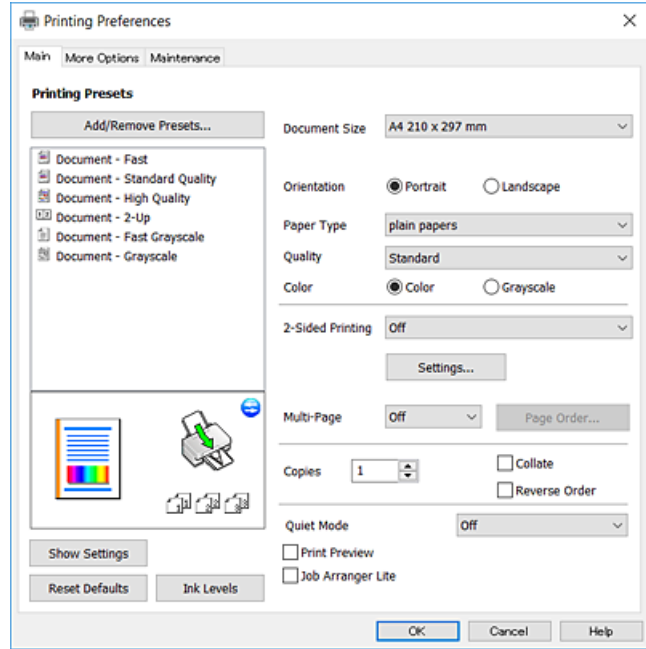 Printing Preferences
Main More Options Maintenance
Printing Presets
Add/Remove Presets...
Document - Fast
Document - Standard Quality
Document - High Quality
Document - 2-Up
Document - Fast Grayscale
Document - Grayscale
Show Settings
Reset Defaults Ink Levels
Document Size A4 210 x 297 mm
Orientation Portrait Landscape
Paper Type plain papers
Quality Standard
Color Color Grayscale
2-Sided Printing Off
Settings...
Multi-Page Off Page Order...
Copies 1 Collate
Reverse Order
Quiet Mode Off
Print Preview
Job Arranger Lite
OK Cancel Help